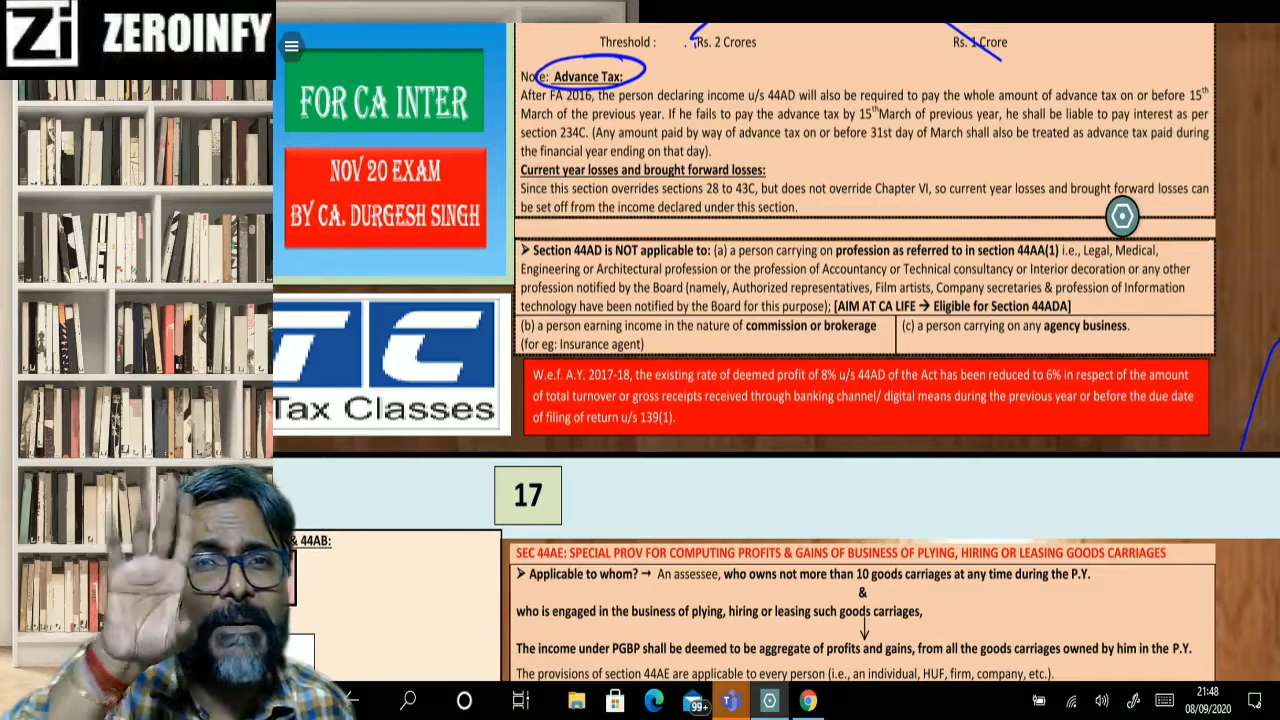 Zi ZEROINFY
FOR CA INTER
NOV 20 EXAM
BY CA. DURGESH SINGH
T C
Tax Classes
Threshold : Rs. 2 Crores Rs. 1 Crore
Note: Advance Tax:
After FA 2016, the person declaring income u/s 44AD will also be required to pay the whole amount of advance tax on or before 15th
March of the previous year. If he fails to pay the advance tax by 15th March of previous year, he shall be liable to pay interest as per
section 234C. (Any amount paid by way of advance tax on or before 31st day of March shall also be treated as advance tax paid during
the financial year ending on that day).
Current year losses and brought forward losses:
Since this section overrides sections 28 to 43C, but does not override Chapter VI, so current year losses and brought forward losses can
be set off from the income declared under this section.
➤ Section 44AD is NOT applicable to: (a) a person carrying on profession as referred to in section 44AA(1) i.e., Legal, Medical,
Engineering or Architectural profession or the profession of Accountancy or Technical consultancy or Interior decoration or any other
profession notified by the Board (namely, Authorized representatives, Film artists, Company secretaries & profession of Information
technology have been notified by the Board for this purpose); [AIM AT CA LIFE → Eligible for Section 44ADA]
(b) a person earning income in the nature of commission or brokerage
(for eg: Insurance agent)
(c) a person carrying on any agency business.
W.e.f. A.Y. 2017-18, the existing rate of deemed profit of 8% u/s 44AD of the Act has been reduced to 6% in respect of the amount
of total turnover or gross receipts received through banking channel/ digital means during the previous year or before the due date
of filing of return u/s 139(1).
17
& 44AB:
SEC 44AE: SPECIAL PROV FOR COMPUTING PROFITS & GAINS OF BUSINESS OF PLYING, HIRING OR LEASING GOODS CARRIAGES
➤ Applicable to whom? → An assessee, who owns not more than 10 goods carriages at any time during the P.Y.
&
who is engaged in the business of plying, hiring or leasing such goods carriages,
The income under PGBP shall be deemed to be aggregate of profits and gains, from all the goods carriages owned by him in the P.Y.
The provisions of section 44AE are applicable to every person (i.e., an individual, HUF, firm, company, etc.).
99+
21:48
08/09/2020